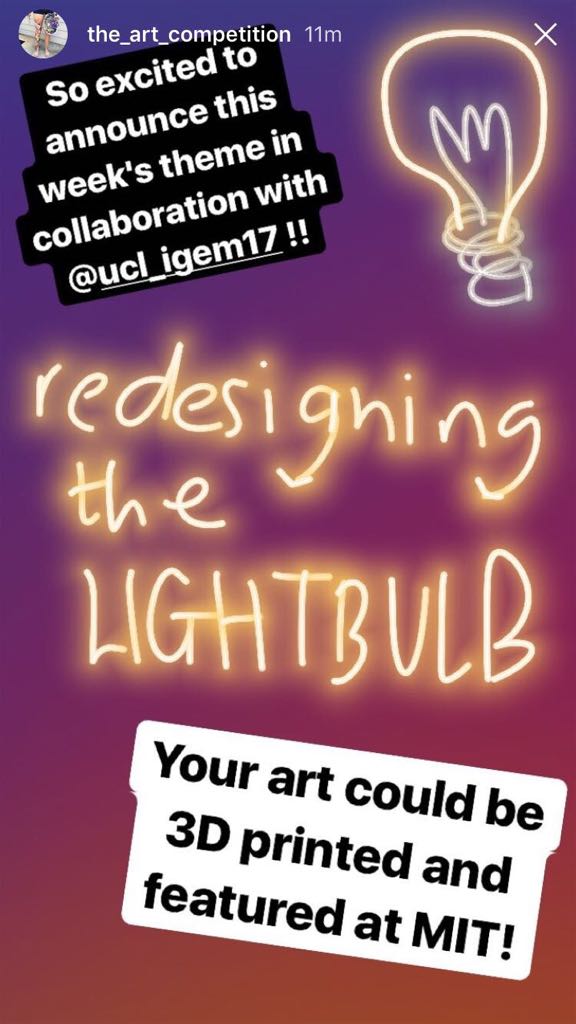 the_art_competition 11m
So excited to
announce this
week's theme in
collaboration with
@ucl_igem17 !!
redesigning
the
LIGHTBULB
Your art could be
3D printed and
featured at MIT!